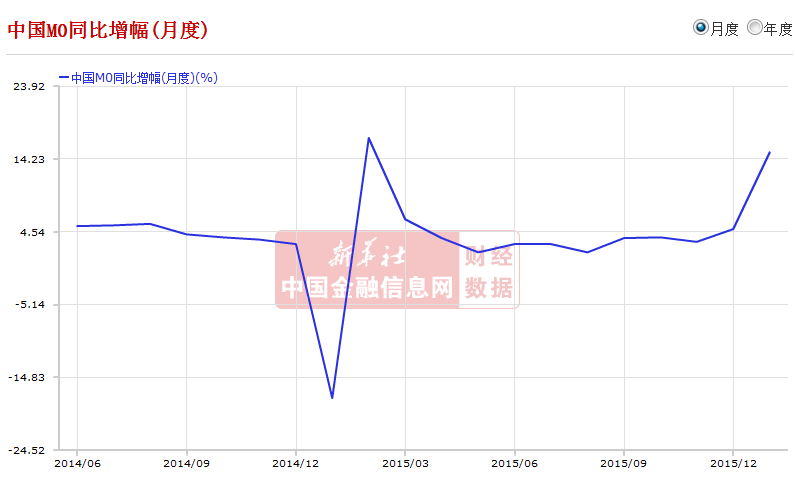 中国M0同比增幅(月度)
月度 年度
中国M0同比增幅(月度)(%)
23.92
14.23
4.54
-5.14
-14.83
-24.52
新华社 财经
中国金融信息网 数据
2014/06 2014/09 2014/12 2015/03 2015/06 2015/09 2015/12